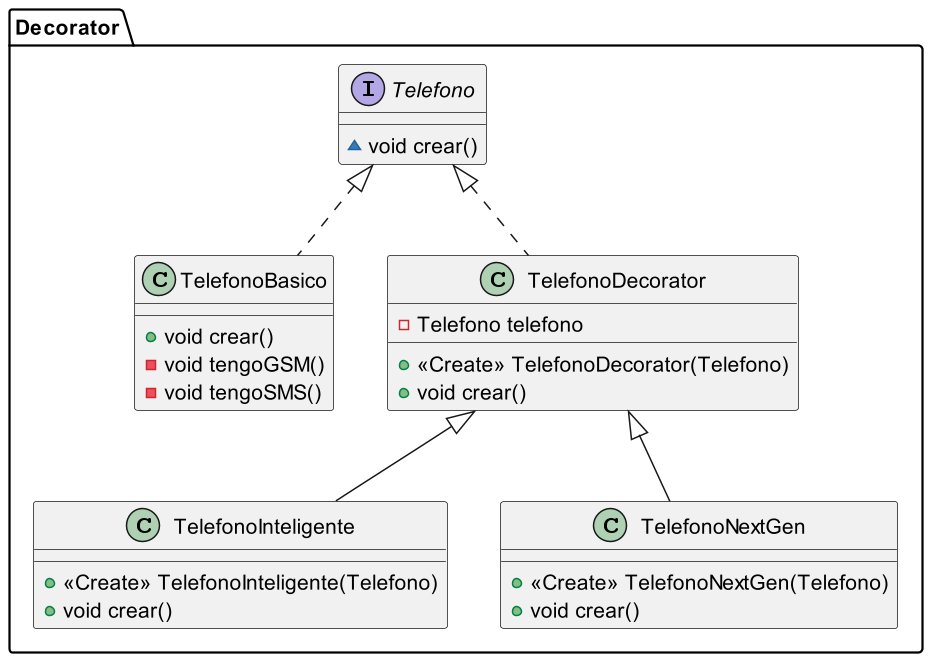 Decorator
I Telefono
void crear()
C TelefonoBasico
void crear()
void tengoGSM()
void tengoSMS()
C TelefonoDecorator
Telefono telefono
«Create» TelefonoDecorator(Telefono)
void crear()
C TelefonoInteligente
«Create» TelefonoInteligente(Telefono)
void crear()
C TelefonoNextGen
«Create» TelefonoNextGen(Telefono)
void crear()